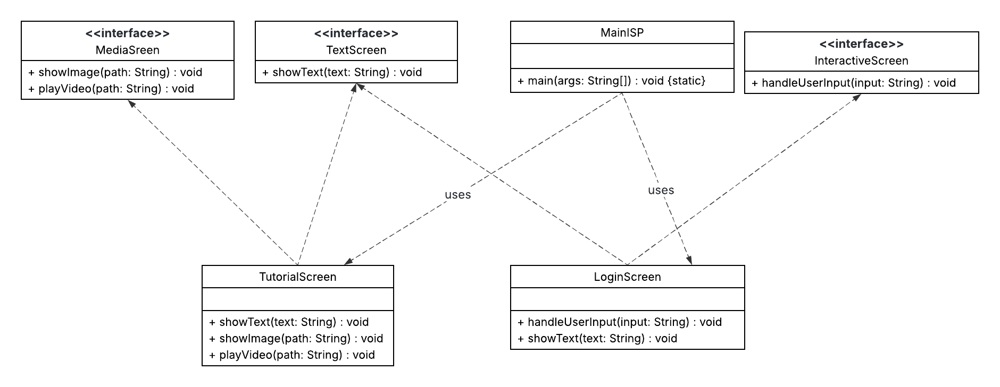 <<interface>>
MediaSreen
+ showImage(path: String) : void
+ playVideo(path: String) : void
<<interface>>
TextScreen
+ showText(text: String) : void
MainISP
+ main(args: String[]) : void {static}
<<interface>>
InteractiveScreen
+ handleUserInput(input: String) : void
uses
uses
TutorialScreen
+ showText(text: String) : void
+ showImage(path: String) : void
+ playVideo(path: String) : void
LoginScreen
+ handleUserInput(input: String) : void
+ showText(text: String) : void